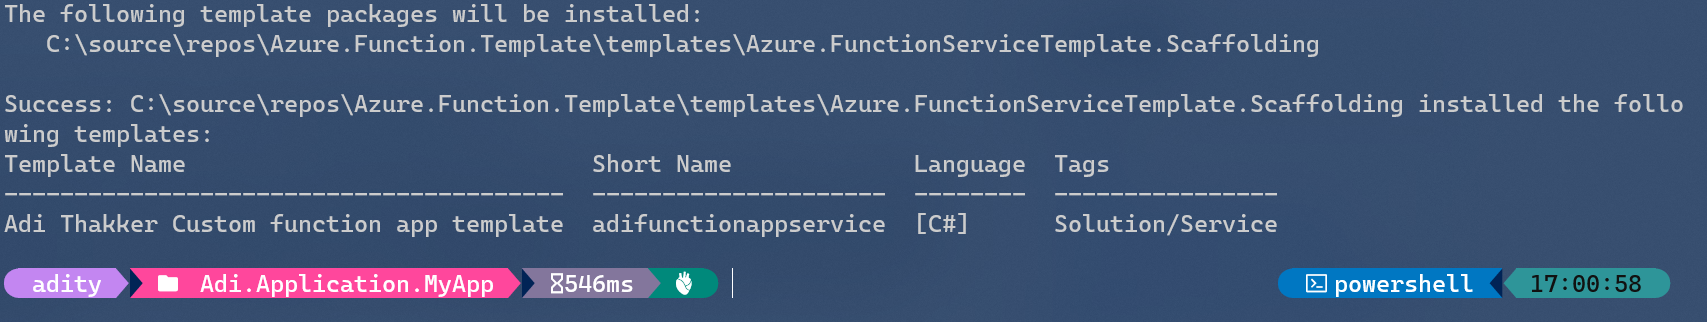 The following template packages will be installed:
C:\source\repos\Azure.Function.Template\templates\Azure.FunctionServiceTemplate.Scaffolding
Success: C:\source\repos\Azure.Function.Template\templates\Azure.FunctionServiceTemplate.Scaffolding installed the follo
wing templates:
Template Name Short Name Language Tags
---------------------------------------- --------------------- -------- ----------------
Adi Thakker Custom function app template adifunctionappservice [C#] Solution/Service
adity Adi.Application.MyApp 546ms powershell 17:00:58